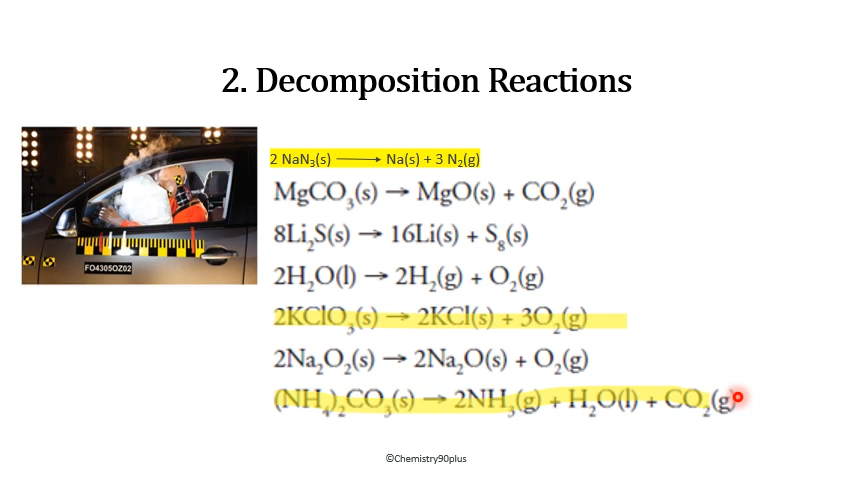 2. Decomposition Reactions
2 NaN₃(s) ⟶ Na(s) + 3 N₂(g)
MgCO₃(s) → MgO(s) + CO₂(g)
8Li₂S(s) → 16Li(s) + S₈(s)
2H₂O(l) → 2H₂(g) + O₂(g)
2KClO₃(s) → 2KCl(s) + 3O₂(g)
2Na₂O₂(s) → 2Na₂O(s) + O₂(g)
(NH₄)₂CO₃(s) → 2NH₃(g) + H₂O(l) + CO₂(g)
FO4305OZ02
©Chemistry90plus